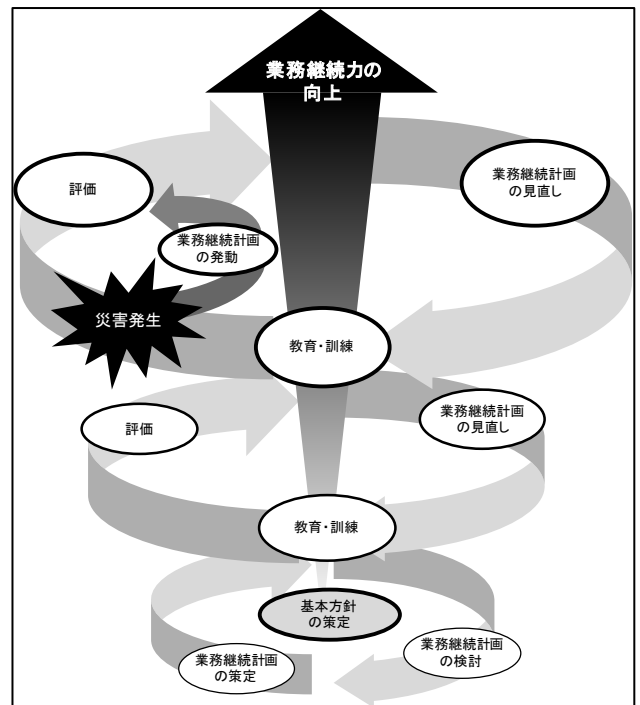 業務継続力の
向上
評価
業務継続計画
の見直し
業務継続計画
の発動
災害発生
教育・訓練
評価
業務継続計画
の見直し
教育・訓練
基本方針
の策定
業務継続計画
の策定
業務継続計画
の検討